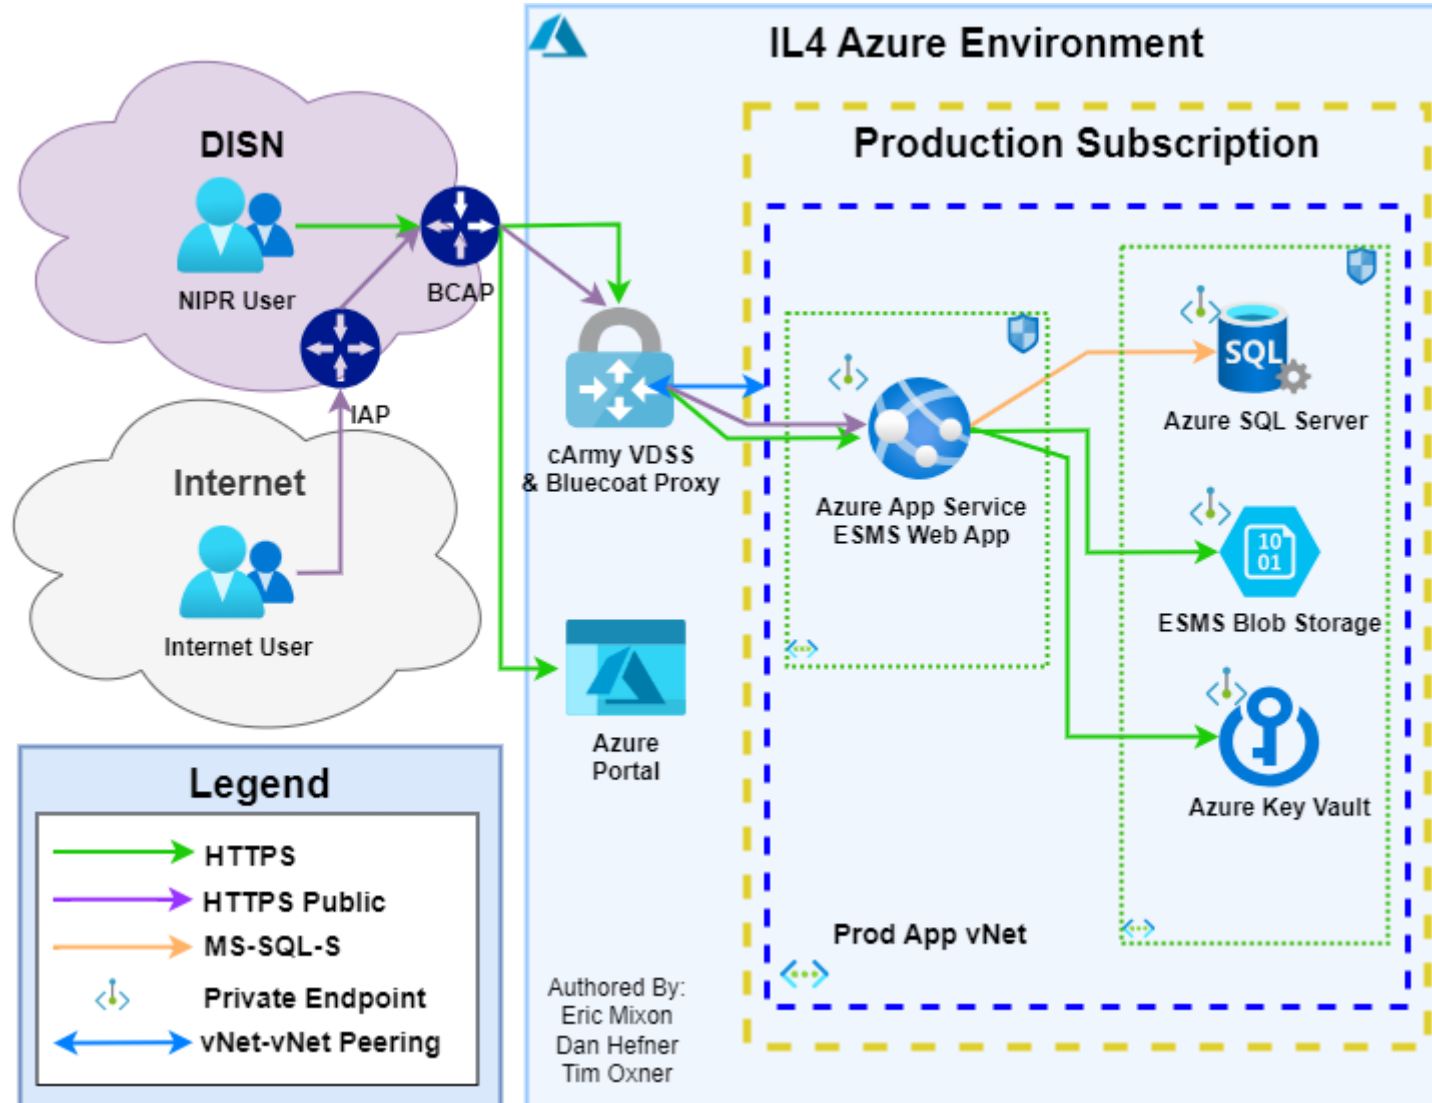 IL4 Azure Environment
Production Subscription
DISN
NIPR User
BCAP
IAP
Internet
Internet User
cArmy VDSS
& Bluecoat Proxy
Azure App Service
ESMS Web App
SQL
Azure SQL Server
10
01
ESMS Blob Storage
Azure Key Vault
Azure
Portal
Prod App vNet
Legend
HTTPS
HTTPS Public
MS-SQL-S
Private Endpoint
vNet-vNet Peering
Authored By:
Eric Mixon
Dan Hefner
Tim Oxner